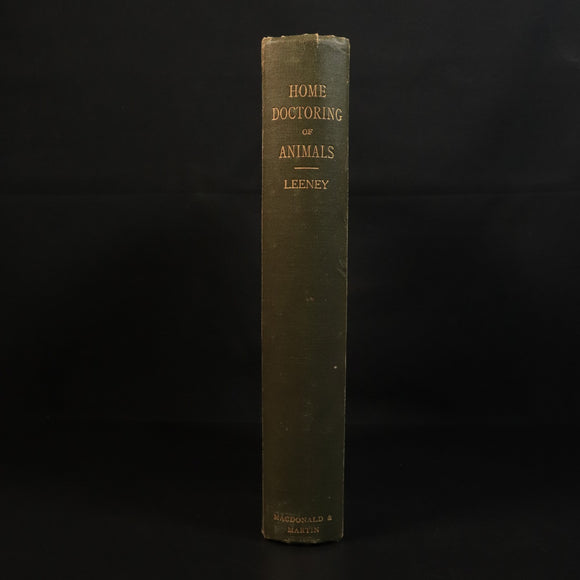 HOME
DOCTORING
OF
ANIMALS
LEENEY
MACDONALD &
MARTIN